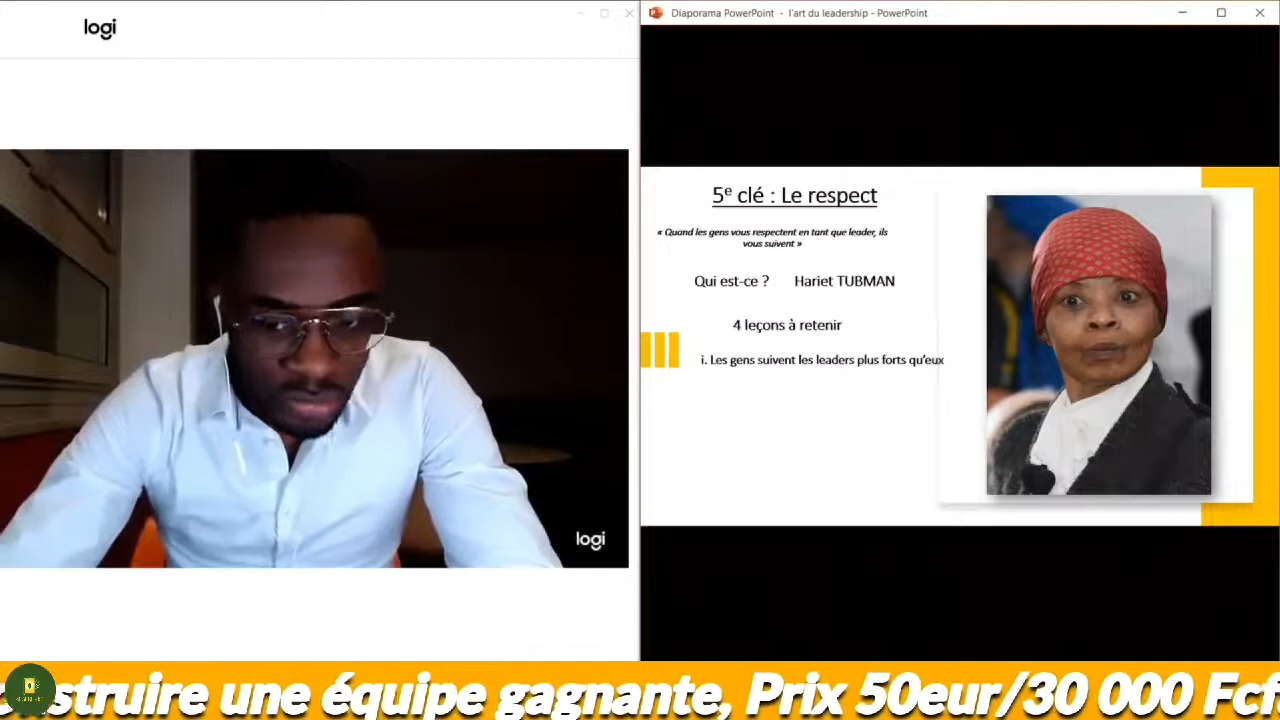 logi
Diaporama PowerPoint - l'art du leadership - PowerPoint
5e clé : Le respect
« Quand les gens vous respectent en tant que leader, ils
vous suivent »
Qui est-ce ? Hariet TUBMAN
4 leçons à retenir
i. Les gens suivent les leaders plus forts qu'eux
logi
struire une équipe gagnante, Prix 50eur/30 000 Fcf